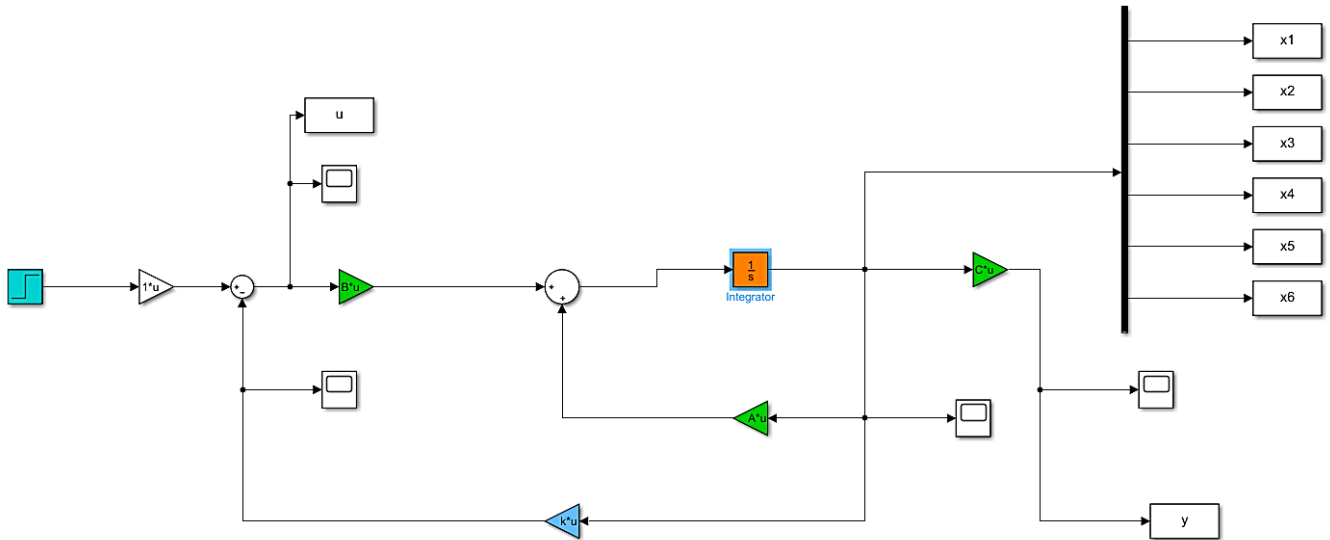 x1
x2
u
x3
x4
x5
x6
1*u
+
-
B*u
+
+
1
s
Integrator
C*u
A*u
k*u
y